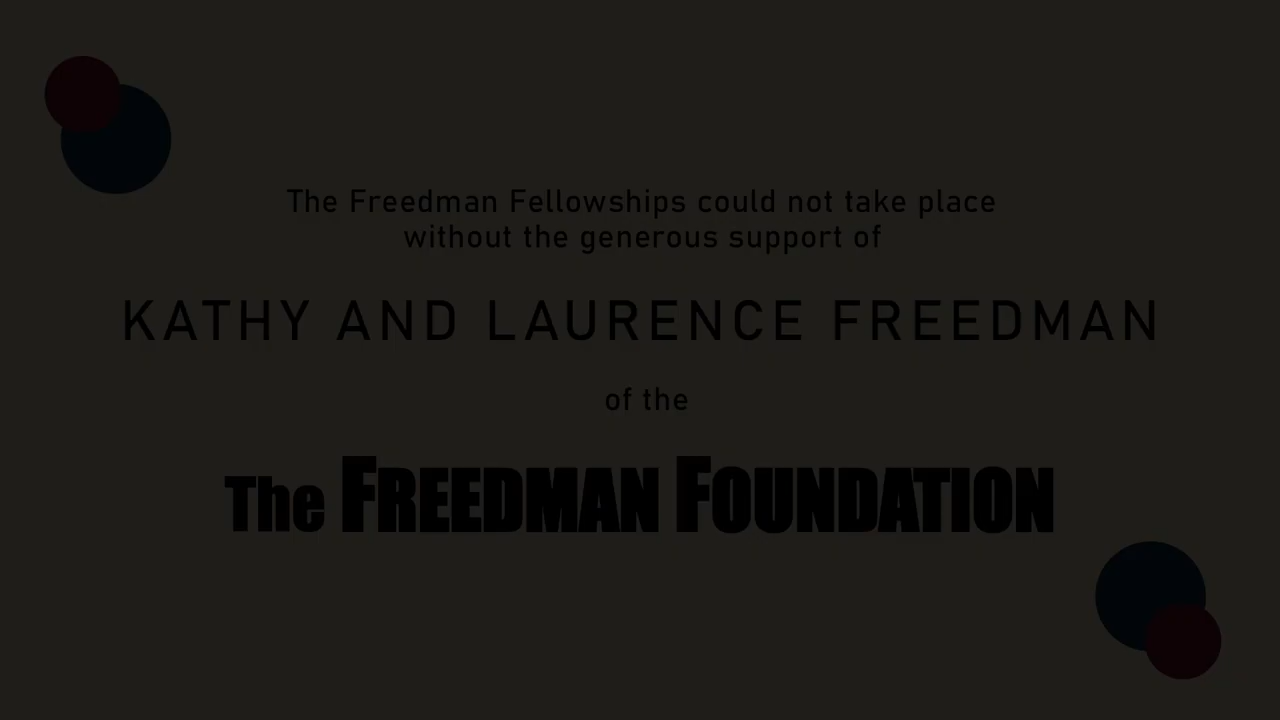 The Freedman Fellowships could not take place
without the generous support of
KATHY AND LAURENCE FREEDMAN
of the
The FREEDMAN FOUNDATION